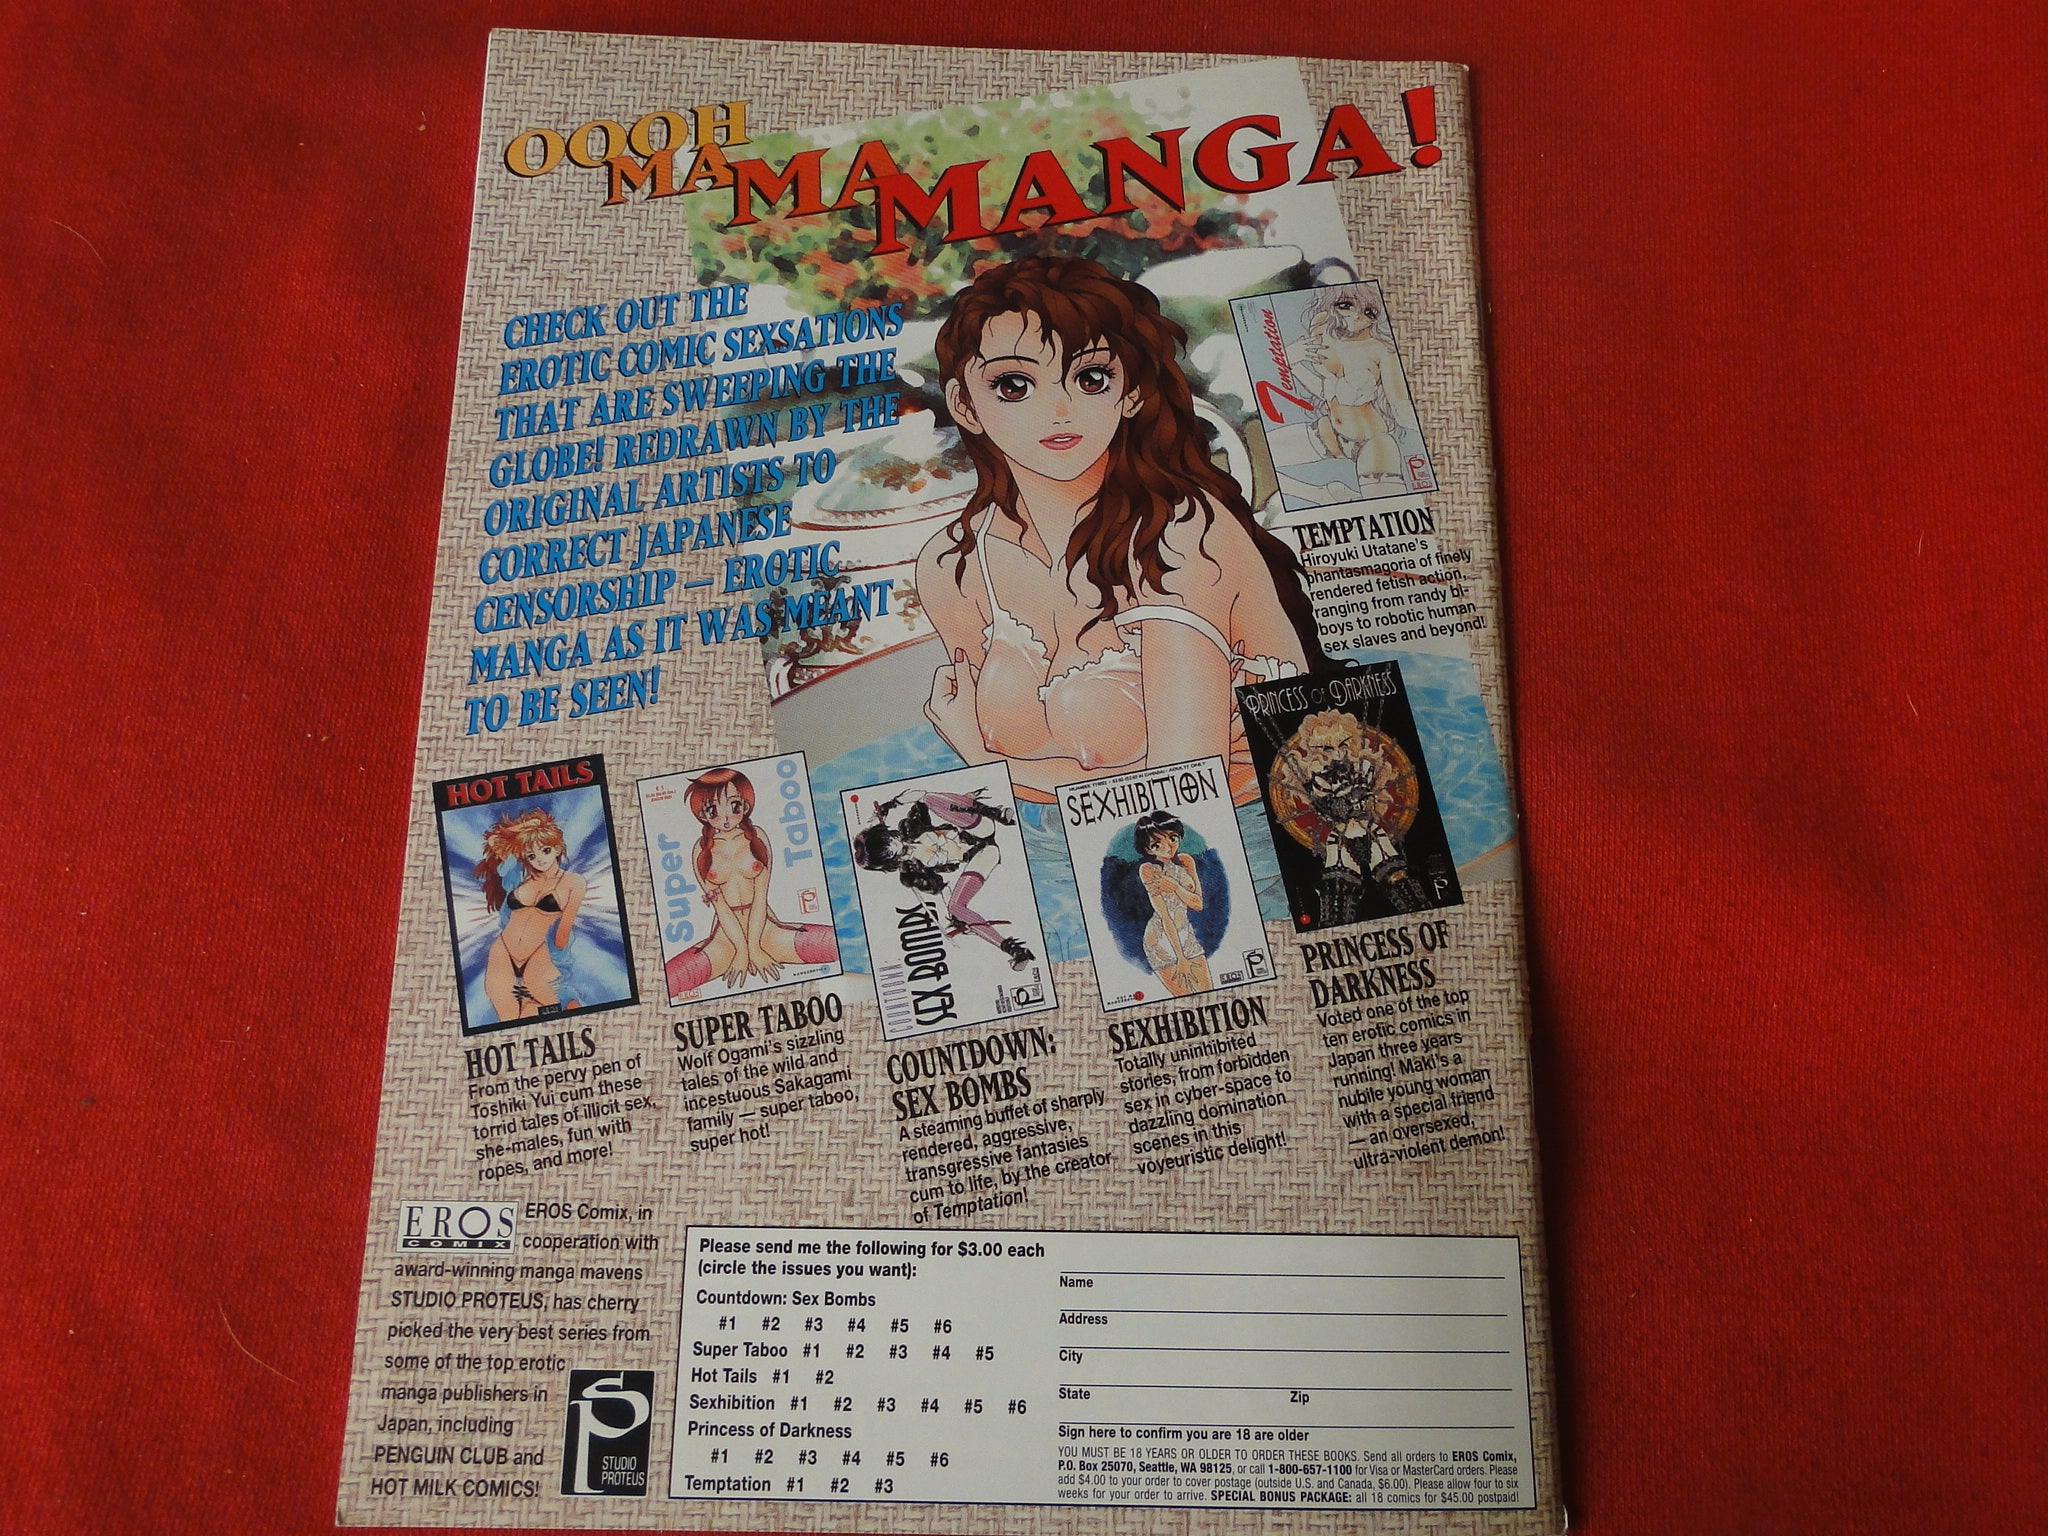 OOOH
MA
MA
MANGA!
CHECK OUT THE
EROTIC COMIC SEXSATIONS
THAT ARE SWEEPING THE
GLOBE! REDRAWN BY THE
ORIGINAL ARTISTS TO
CORRECT JAPANESE
CENSORSHIP — EROTIC
MANGA AS IT WAS MEANT
TO BE SEEN!
Temptation
TEMPTATION
Hiroyuki Utatane's
phantasmagoria of finely
rendered fetish action,
ranging from randy bi-
boys to robotic human
sex slaves and beyond!
HOT TAILS
HOT TAILS
From the pervy pen of
Toshiki Yui cum these
torrid tales of illicit sex,
she-males, fun with
ropes, and more!
Super
Taboo
SUPER TABOO
Wolf Ogami's sizzling
tales of the wild and
incestuous Sakagami
family — super taboo,
super hot!
COUNTDOWN:
SEX BOMBS
COUNTDOWN:
SEX BOMBS
A steaming buffet of sharply
rendered, aggressive,
transgressive fantasies
cum to life, by the creator
of Temptation!
SEXHIBITION
SEXHIBITION
Totally uninhibited
stories, from forbidden
sex in cyber-space to
dazzling domination
scenes in this
voyeuristic delight!
PRINCESS OF DARKNESS
PRINCESS OF
DARKNESS
Voted one of the top
ten erotic comics in
Japan three years
running! Maki's a
nubile young woman
with a special friend
— an oversexed,
ultra-violent demon!
EROS
COMIX
EROS Comix, in
cooperation with
award-winning manga mavens
STUDIO PROTEUS, has cherry
picked the very best series from
some of the top erotic
manga publishers in
Japan, including
PENGUIN CLUB and
HOT MILK COMICS!
SP
STUDIO
PROTEUS
Please send me the following for $3.00 each
(circle the issues you want):
Countdown: Sex Bombs
#1 #2 #3 #4 #5 #6
Super Taboo #1 #2 #3 #4 #5
Hot Tails #1 #2
Sexhibition #1 #2 #3 #4 #5 #6
Princess of Darkness
#1 #2 #3 #4 #5 #6
Temptation #1 #2 #3
Name
Address
City
State Zip
Sign here to confirm you are 18 are older
YOU MUST BE 18 YEARS OR OLDER TO ORDER THESE BOOKS. Send all orders to EROS Comix,
P.O. Box 25070, Seattle, WA 98125, or call 1-800-657-1100 for Visa or MasterCard orders. Please
add $4.00 to your order to cover postage (outside U.S. and Canada, $6.00). Please allow four to six
weeks for your order to arrive. SPECIAL BONUS PACKAGE: all 18 comics for $45.00 postpaid!